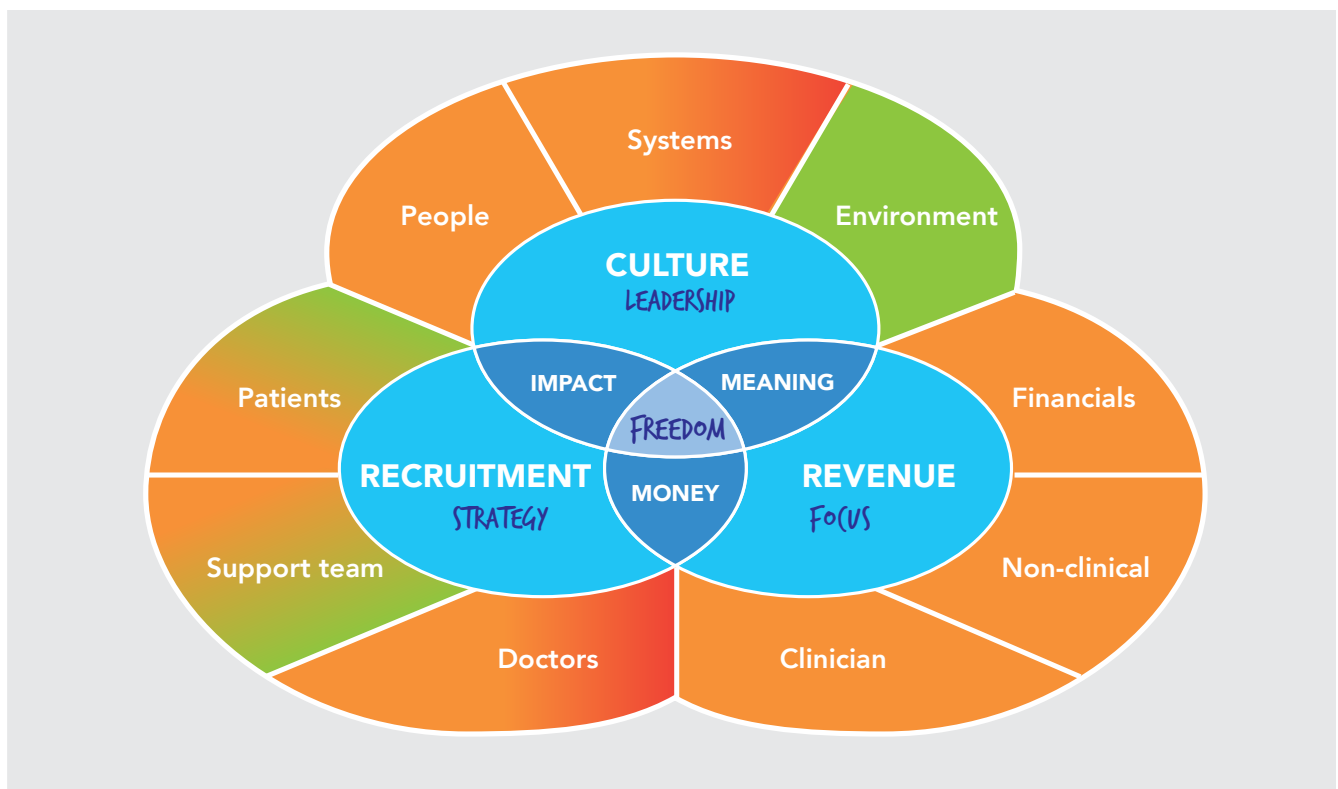 Systems
People
Environment
CULTURE
LEADERSHIP
IMPACT
MEANING
Patients
Financials
FREEDOM
RECRUITMENT
REVENUE
MONEY
STRATEGY
FOCUS
Support team
Non-clinical
Doctors
Clinician